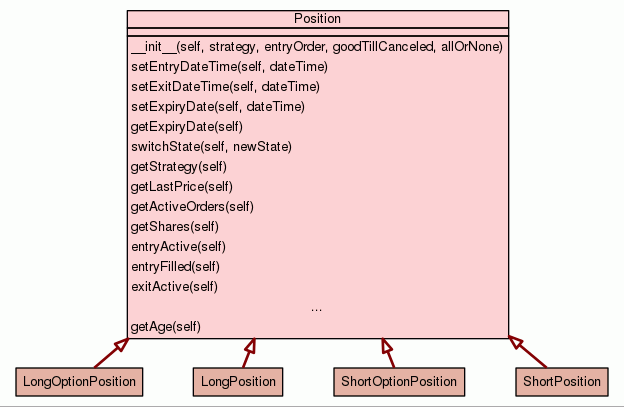 Position
__init__(self, strategy, entryOrder, goodTillCanceled, allOrNone)
setEntryDateTime(self, dateTime)
setExitDateTime(self, dateTime)
setExpiryDate(self, dateTime)
getExpiryDate(self)
switchState(self, newState)
getStrategy(self)
getLastPrice(self)
getActiveOrders(self)
getShares(self)
entryActive(self)
entryFilled(self)
exitActive(self)
...
getAge(self)
LongOptionPosition
LongPosition
ShortOptionPosition
ShortPosition